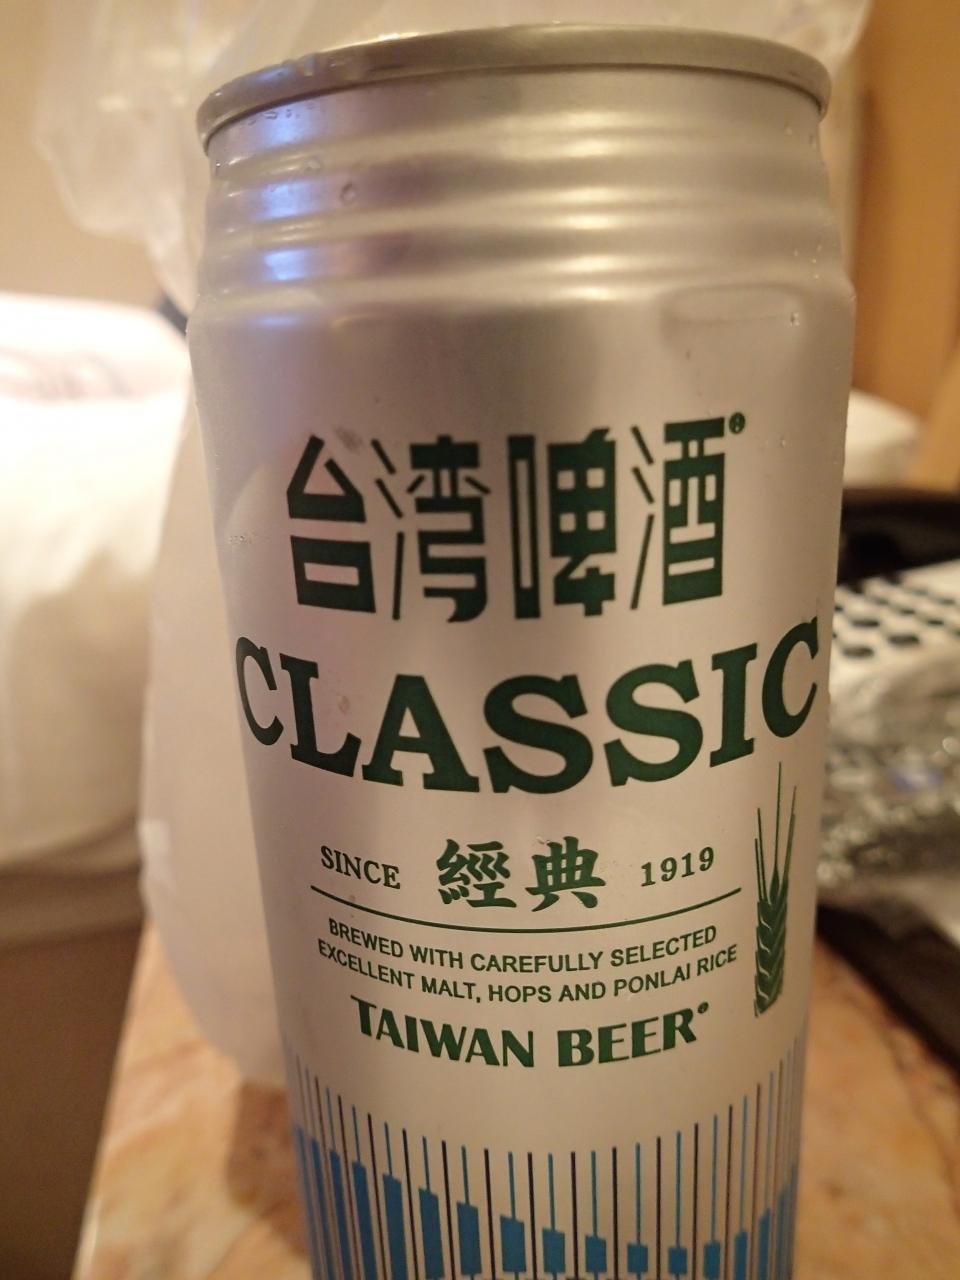 台湾啤酒®
CLASSIC
SINCE 經典 1919
BREWED WITH CAREFULLY SELECTED
EXCELLENT MALT, HOPS AND PONLAI RICE
TAIWAN BEER®